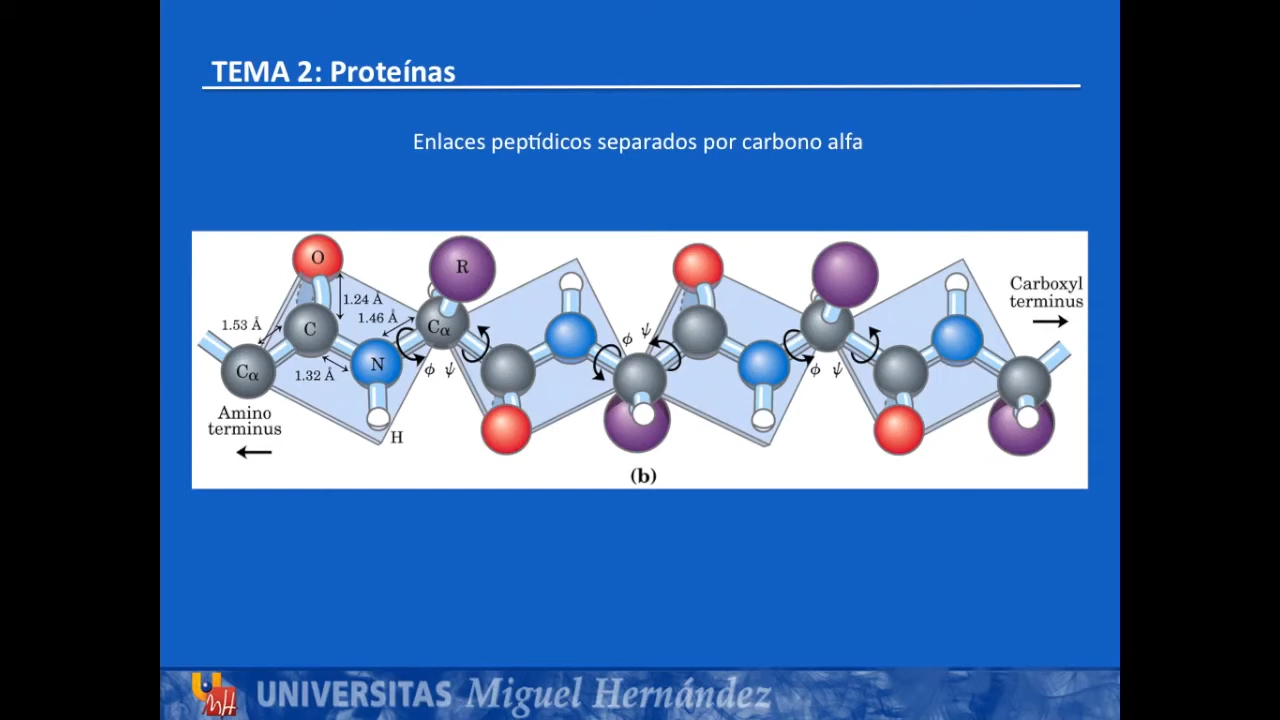 TEMA 2: Proteínas
Enlaces peptídicos separados por carbono alfa
O
R
1.24 Å
1.53 Å
C
1.46 Å
Cα
Carboxyl
terminus
Cα
1.32 Å
N
ϕ ψ
ϕ ψ
ϕ ψ
Amino
terminus
H
(b)
UMH UNIVERSITAS Miguel Hernández